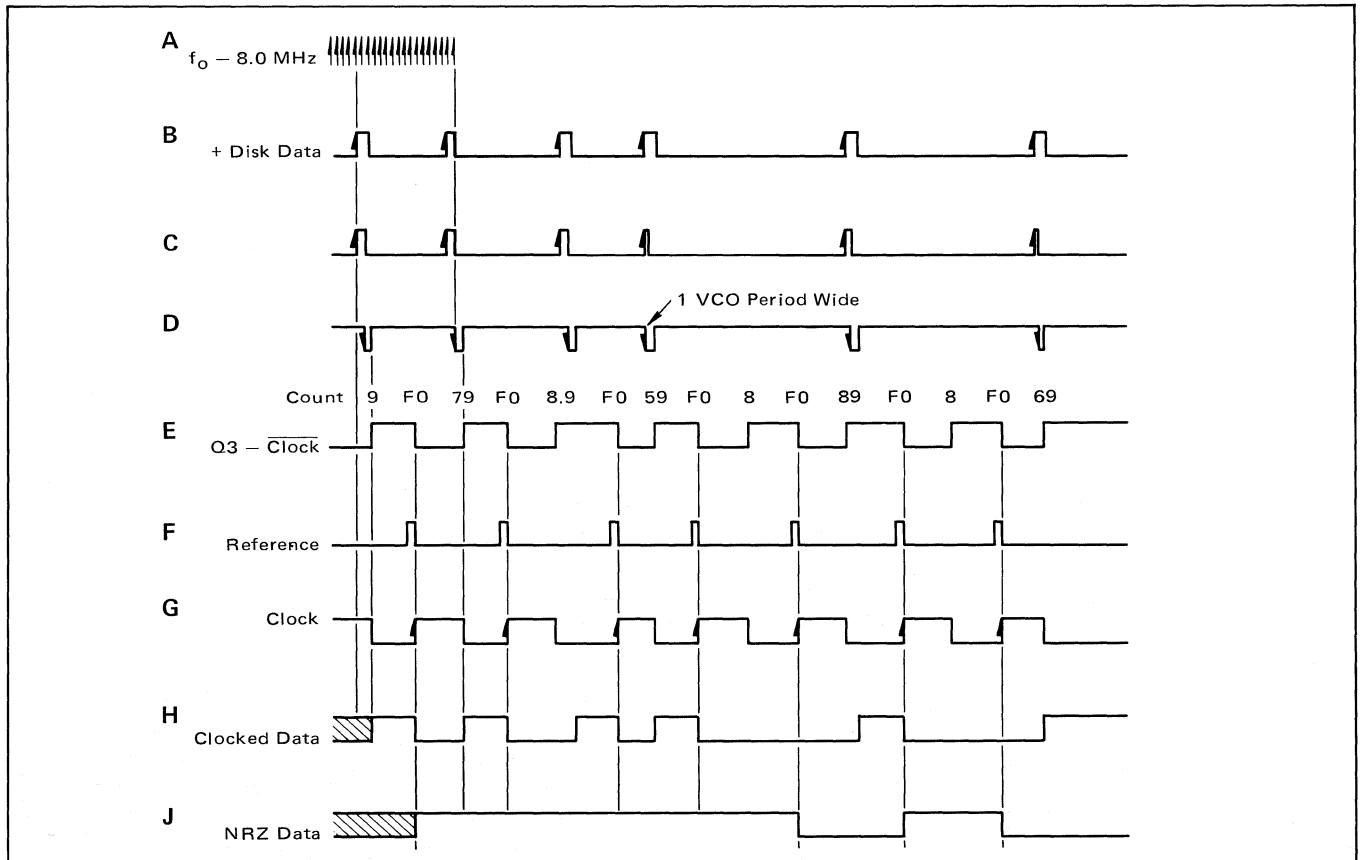 A
fo – 8.0 MHz
B
+ Disk Data
C
D
1 VCO Period Wide
Count 9 F0 79 F0 8,9 F0 59 F0 8 F0 89 F0 8 F0 69
E
Q3 – Clock
F
Reference
G
Clock
H
Clocked Data
J
NRZ Data